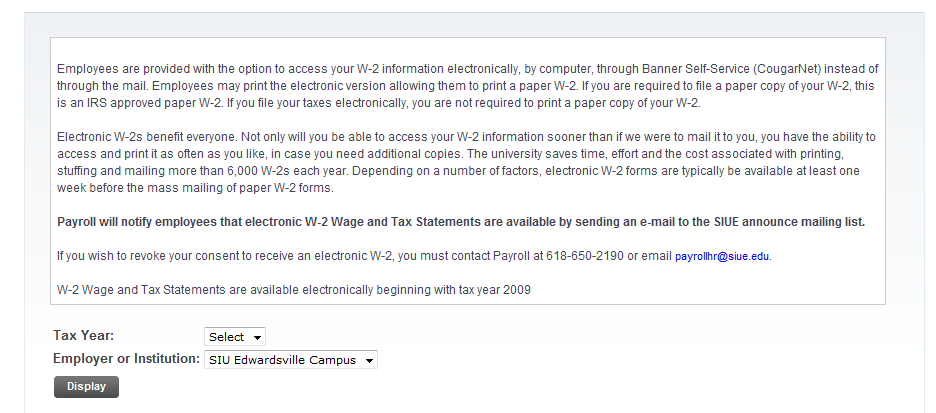 Employees are provided with the option to access your W-2 information electronically, by computer, through Banner Self-Service (CougarNet) instead of
through the mail. Employees may print the electronic version allowing them to print a paper W-2. If you are required to file a paper copy of your W-2, this
is an IRS approved paper W-2. If you file your taxes electronically, you are not required to print a paper copy of your W-2.
Electronic W-2s benefit everyone. Not only will you be able to access your W-2 information sooner than if we were to mail it to you, you have the ability to
access and print it as often as you like, in case you need additional copies. The university saves time, effort and the cost associated with printing,
stuffing and mailing more than 6,000 W-2s each year. Depending on a number of factors, electronic W-2 forms are typically be available at least one
week before the mass mailing of paper W-2 forms.
Payroll will notify employees that electronic W-2 Wage and Tax Statements are available by sending an e-mail to the SIUE announce mailing list.
If you wish to revoke your consent to receive an electronic W-2, you must contact Payroll at 618-650-2190 or email payrollhr@siue.edu.
W-2 Wage and Tax Statements are available electronically beginning with tax year 2009
Tax Year: Select
Employer or Institution: SIU Edwardsville Campus
Display